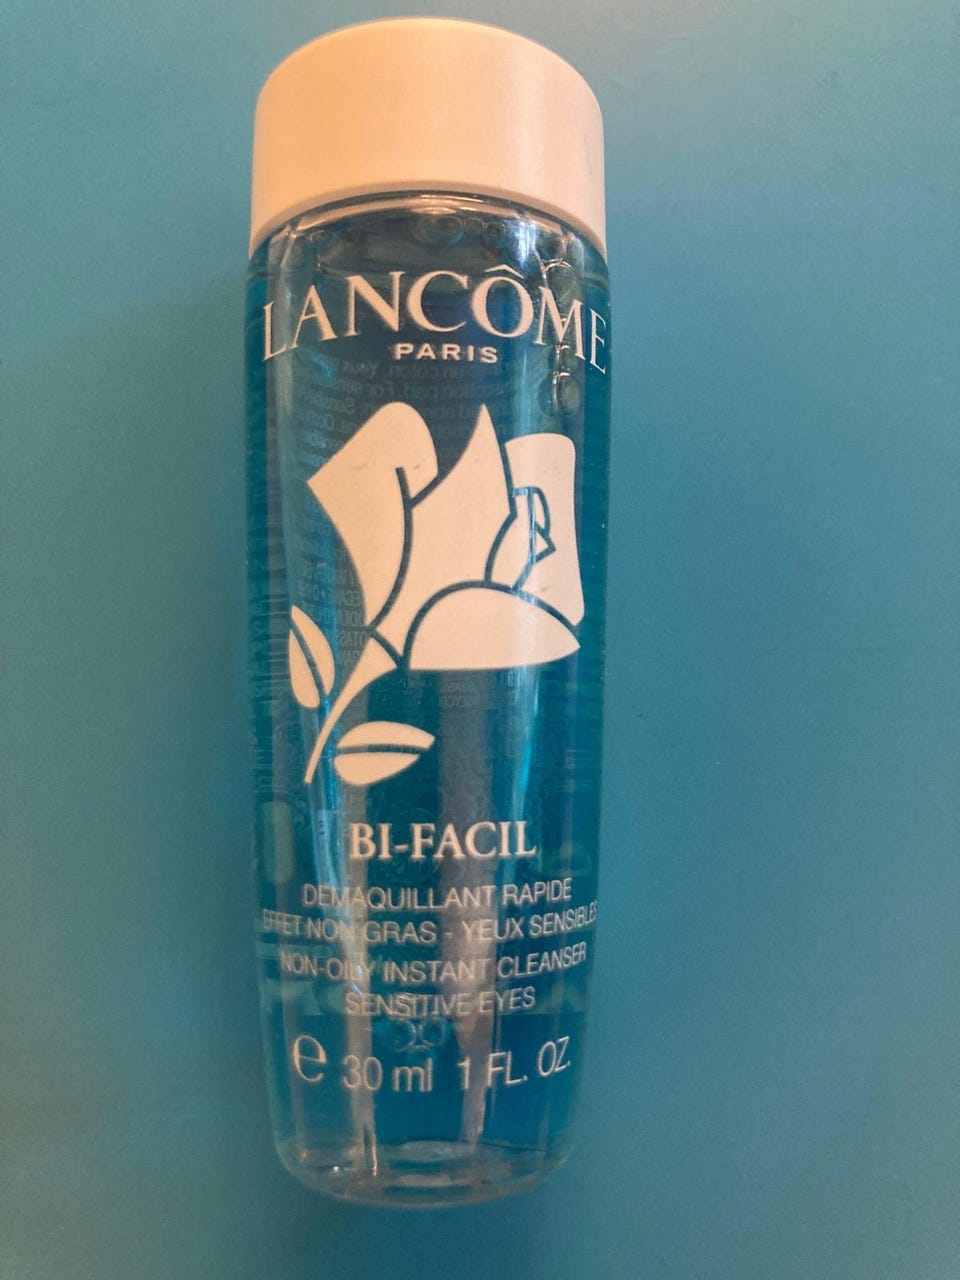 LANCÔME
PARIS
BI-FACIL
DÉMAQUILLANT RAPIDE
EFFET NON GRAS - YEUX SENSIBLES
NON-OILY INSTANT CLEANSER
SENSITIVE EYES
e 30 ml 1 FL. OZ.